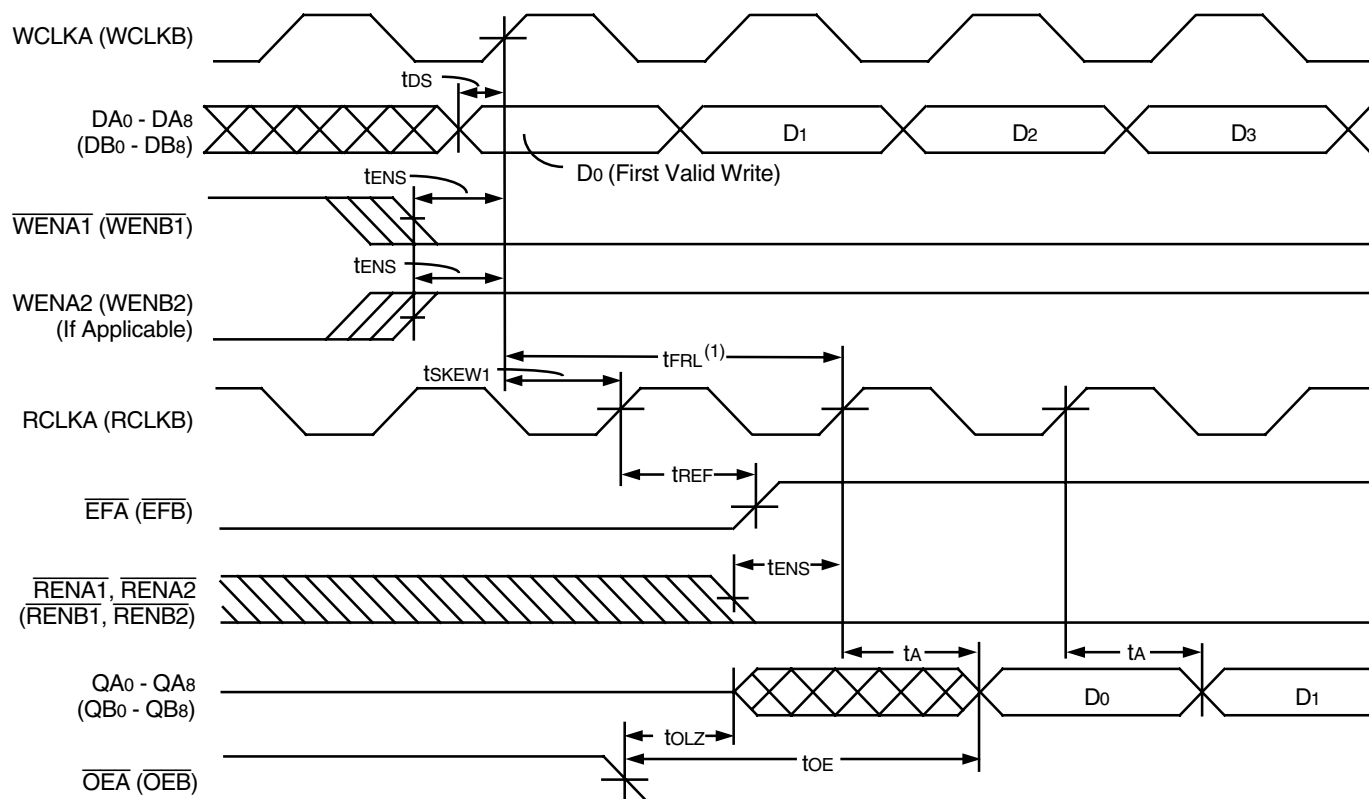 WCLKA (WCLKB)
tDS
DA0 - DA8
(DB0 - DB8)
D1
D2
D3
D0 (First Valid Write)
tENS
WENA1 (WENB1)
tENS
WENA2 (WENB2)
(If Applicable)
tFRL(1)
tSKEW1
RCLKA (RCLKB)
tREF
EFA (EFB)
tENS
RENA1, RENA2
(RENB1, RENB2)
tA
tA
QA0 - QA8
(QB0 - QB8)
D0
D1
tOLZ
tOE
OEA (OEB)